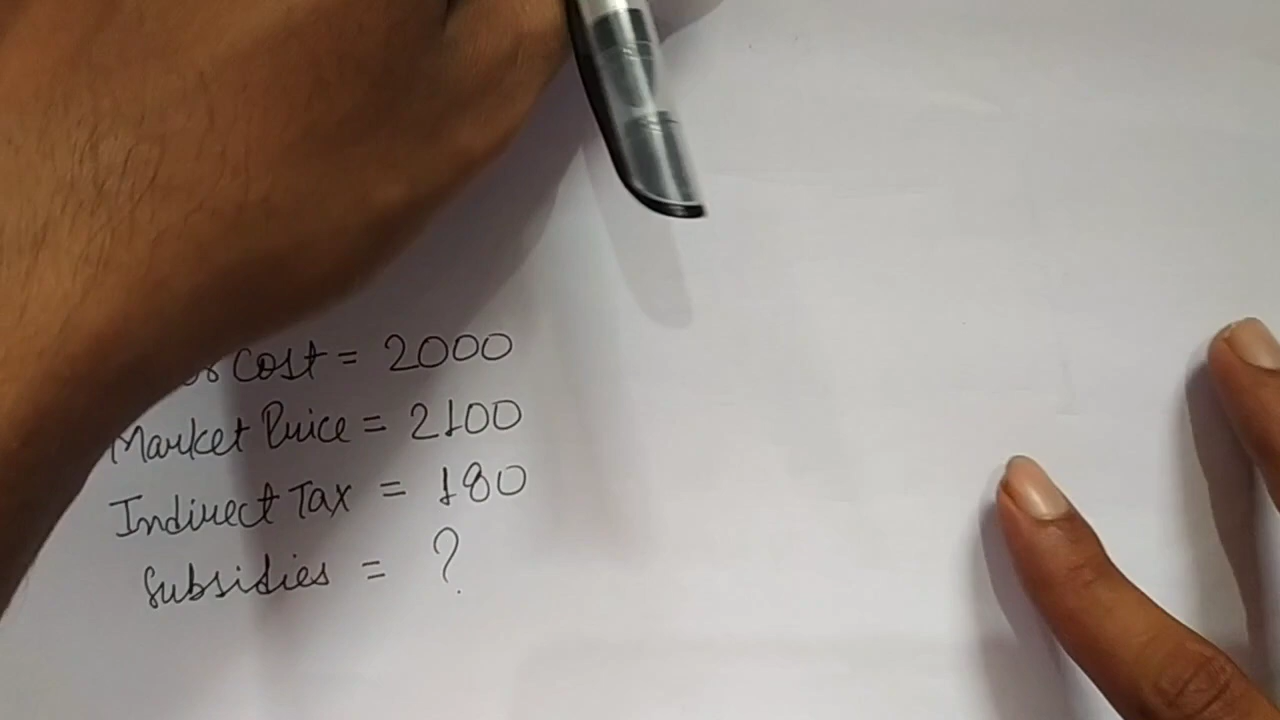 Cost = 2000
Market Price = 2100
Indirect Tax = 180
Subsidies = ?